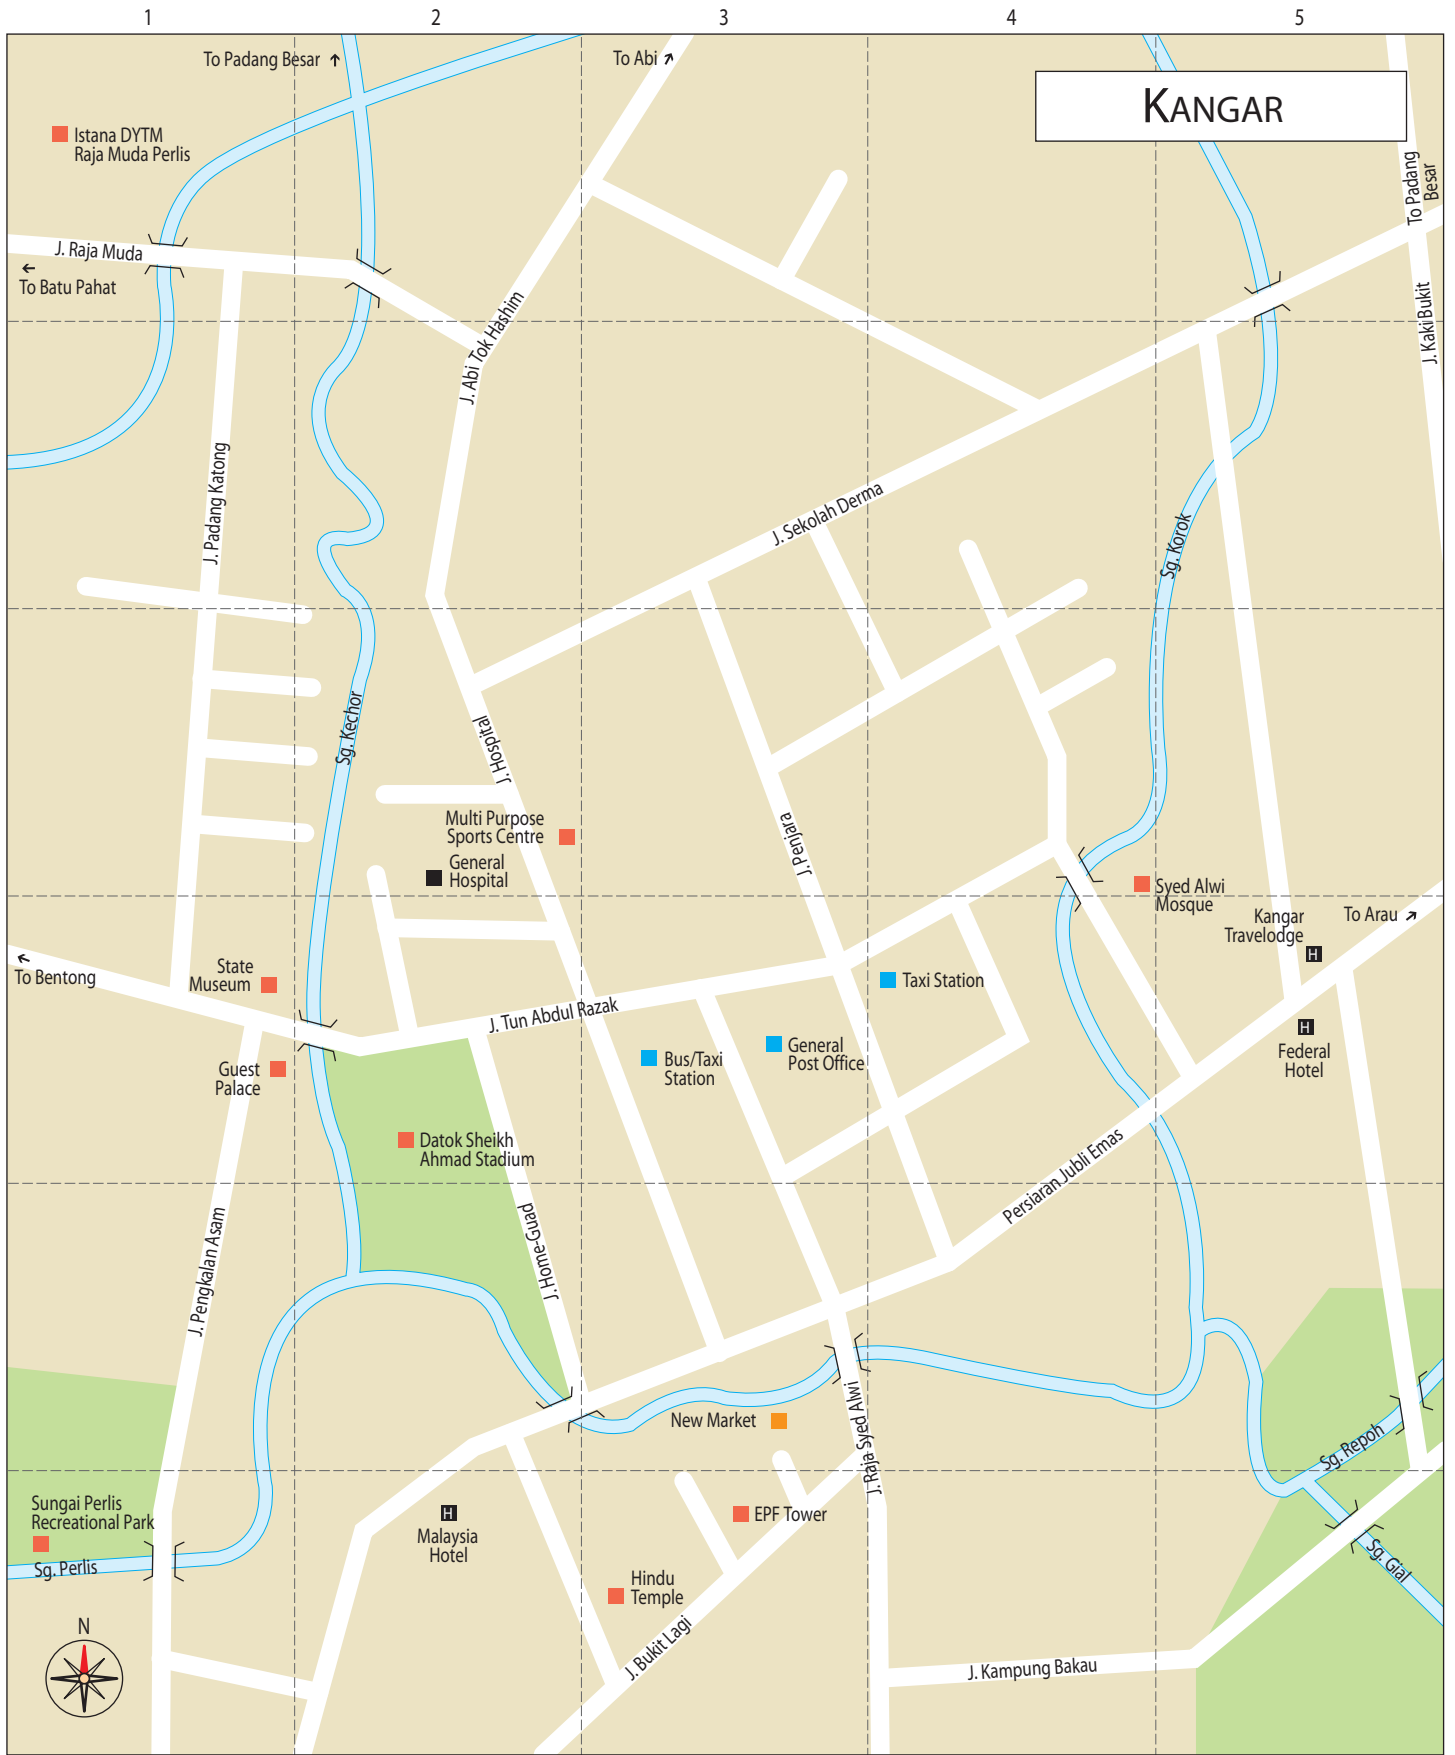 1
2
3
4
5
To Padang Besar
To Abi
KANGAR
Istana DYTM
Raja Muda Perlis
To Padang
Besar
J. Raja Muda
To Batu Pahat
J. Abi Tok Hashim
J. Kaki Bukit
J. Padang Katong
J. Sekolah Derma
Sg. Korok
Sg. Kechor
J. Hospital
Multi Purpose
Sports Centre
General
Hospital
J. Penjara
Syed Alwi
Mosque
Kangar
Travelodge
H
To Arau
To Bentong
State
Museum
Taxi Station
J. Tun Abdul Razak
H
Federal
Hotel
Guest
Palace
Bus/Taxi
Station
General
Post Office
Datok Sheikh
Ahmad Stadium
Persiaran Jubli Emas
J. Home-Guad
J. Pengkalan Asam
New Market
J. Raja Syed Alwi
Sg. Repoh
Sungai Perlis
Recreational Park
Sg. Perlis
H
Malaysia
Hotel
EPF Tower
Sg. Gial
Hindu
Temple
N
J. Bukit Lagi
J. Kampung Bakau